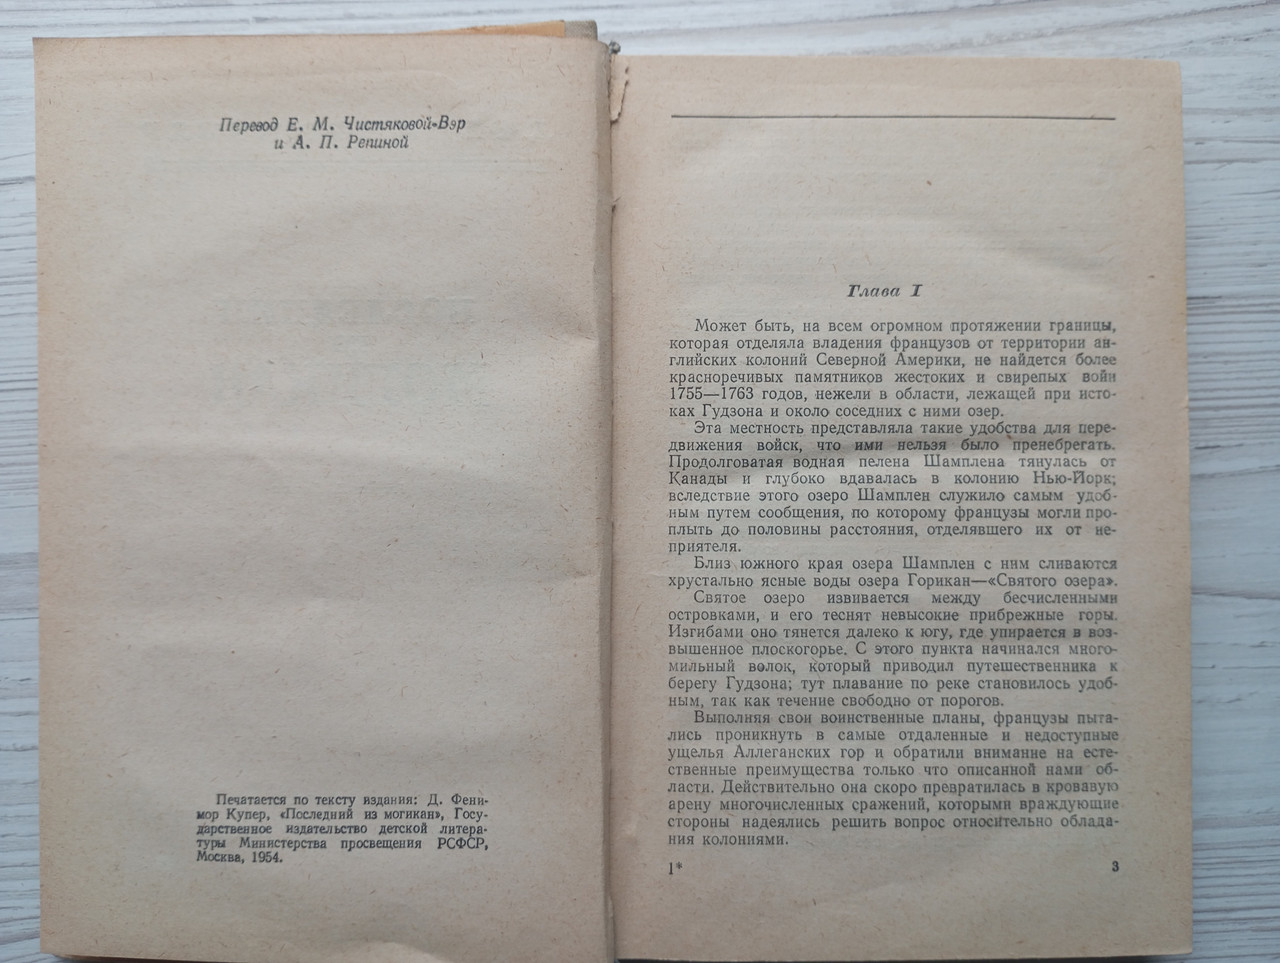 Перевод Е. М. Чистяковой-Вэр
и А. П. Репиной
Печатается по тексту издания: Д. Фени-
мор Купер, «Последний из могикан», Госу-
дарственное издательство детской литера-
туры Министерства просвещения РСФСР,
Москва, 1954.
Глава I
Может быть, на всем огромном протяжении границы,
которая отделяла владения французов от территории ан-
глийских колоний Северной Америки, не найдется более
красноречивых памятников жестоких и свирепых войн
1755—1763 годов, нежели в области, лежащей при исто-
ках Гудзона и около соседних с ними озер.
Эта местность представляла такие удобства для пере-
движения войск, что ими нельзя было пренебрегать.
Продолговатая водная пелена Шамплена тянулась от
Канады и глубоко вдавалась в колонию Нью-Йорк;
вследствие этого озеро Шамплен служило самым удоб-
ным путем сообщения, по которому французы могли про-
плыть до половины расстояния, отделявшего их от не-
приятеля.
Близ южного края озера Шамплен с ним сливаются
хрустально ясные воды озера Горикан—«Святого озера».
Святое озеро извивается между бесчисленными
островками, и его теснят невысокие прибрежные горы.
Изгибами оно тянется далеко к югу, где упирается в воз-
вышенное плоскогорье. С этого пункта начинался много-
мильный волок, который приводил путешественника к
берегу Гудзона; тут плавание по реке становилось удоб-
ным, так как течение свободно от порогов.
Выполняя свои воинственные планы, французы пыта-
лись проникнуть в самые отдаленные и недоступные
ущелья Аллеганских гор и обратили внимание на есте-
ственные преимущества только что описанной нами об-
ласти. Действительно она скоро превратилась в кровавую
арену многочисленных сражений, которыми враждующие
стороны надеялись решить вопрос относительно облада-
ния колониями.
1*
3